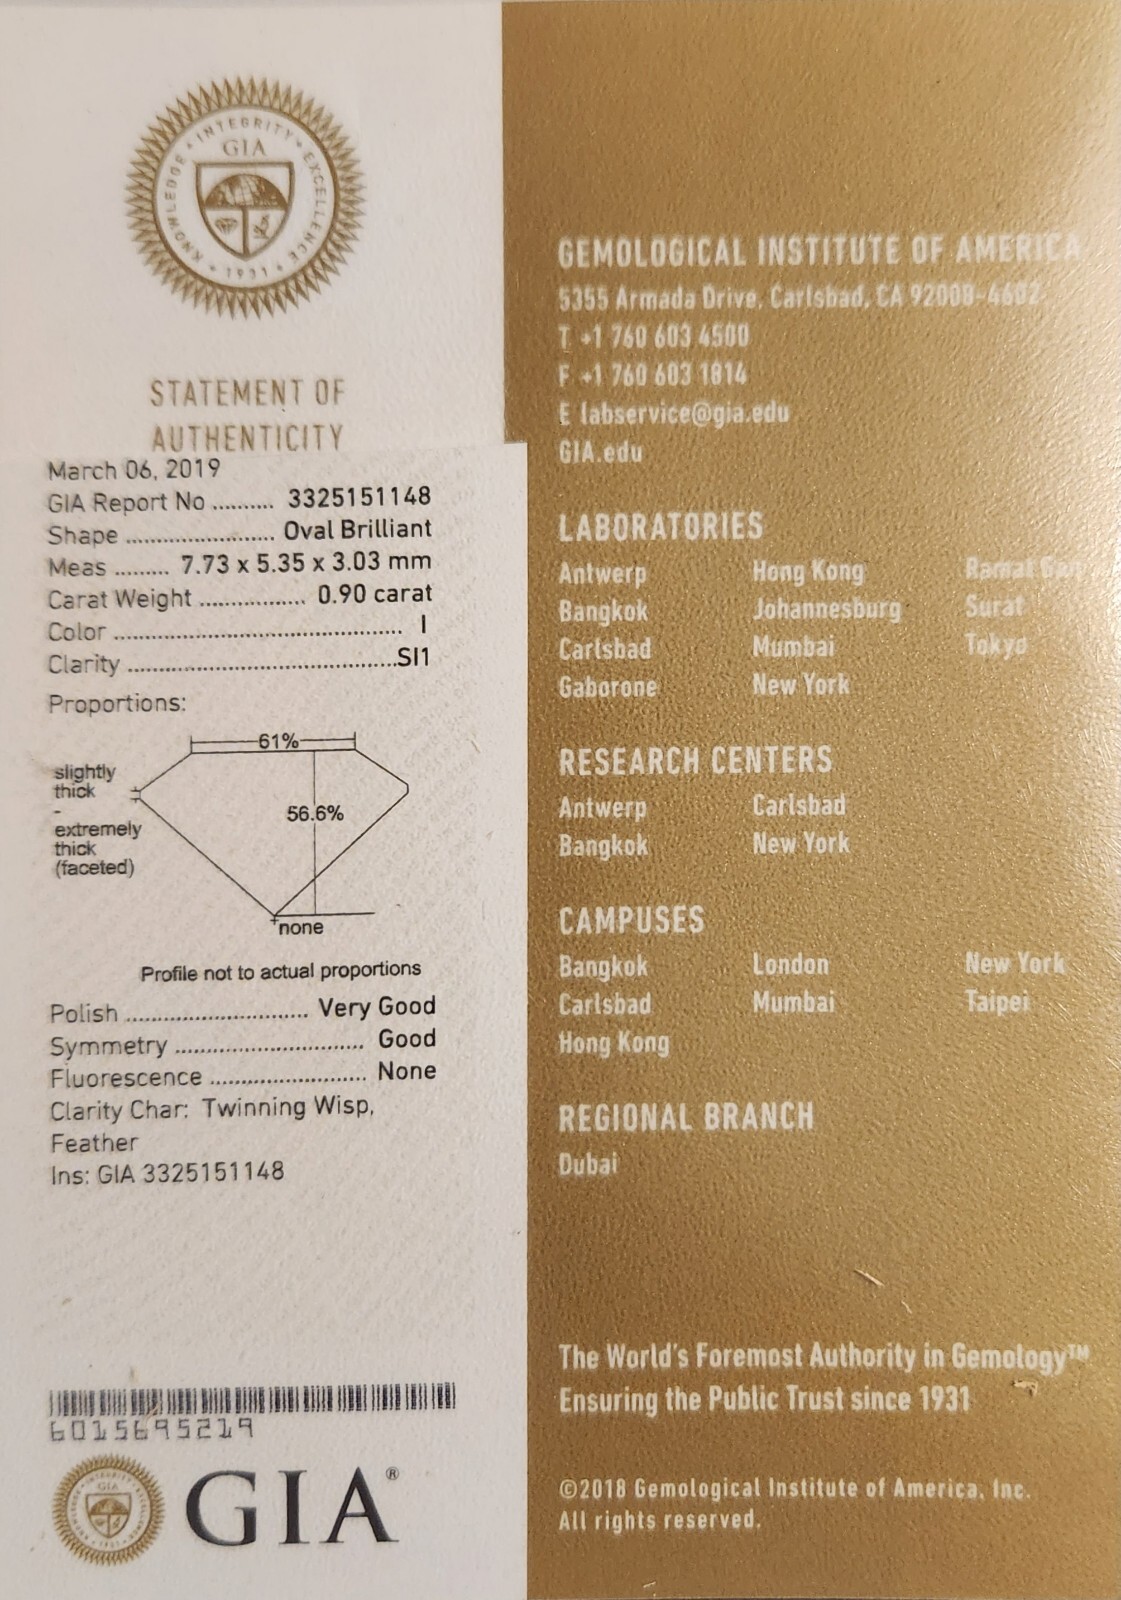 KNOWLEDGE • INTEGRITY • EXCELLENCE • 1931 •
GIA
STATEMENT OF
AUTHENTICITY
March 06, 2019
GIA Report No .......... 3325151148
Shape ........................ Oval Brilliant
Meas ......... 7.73 x 5.35 x 3.03 mm
Carat Weight ................. 0.90 carat
Color .............................................. I
Clarity ...........................................SI1
Proportions:
61%
slightly
thick
-
extremely
thick
(faceted)
56.6%
none
Profile not to actual proportions
Polish ............................. Very Good
Symmetry .............................. Good
Fluorescence ......................... None
Clarity Char: Twinning Wisp,
Feather
Ins: GIA 3325151148
6015695219
GIA®
GEMOLOGICAL INSTITUTE OF AMERICA
5355 Armada Drive, Carlsbad, CA 92008-4602
T +1 760 603 4500
F +1 760 603 1814
E labservice@gia.edu
GIA.edu
LABORATORIES
Antwerp Hong Kong Ramat Gan
Bangkok Johannesburg Surat
Carlsbad Mumbai Tokyo
Gaborone New York
RESEARCH CENTERS
Antwerp Carlsbad
Bangkok New York
CAMPUSES
Bangkok London New York
Carlsbad Mumbai Taipei
Hong Kong
REGIONAL BRANCH
Dubai
The World's Foremost Authority in Gemology™
Ensuring the Public Trust since 1931
©2018 Gemological Institute of America, Inc.
All rights reserved.